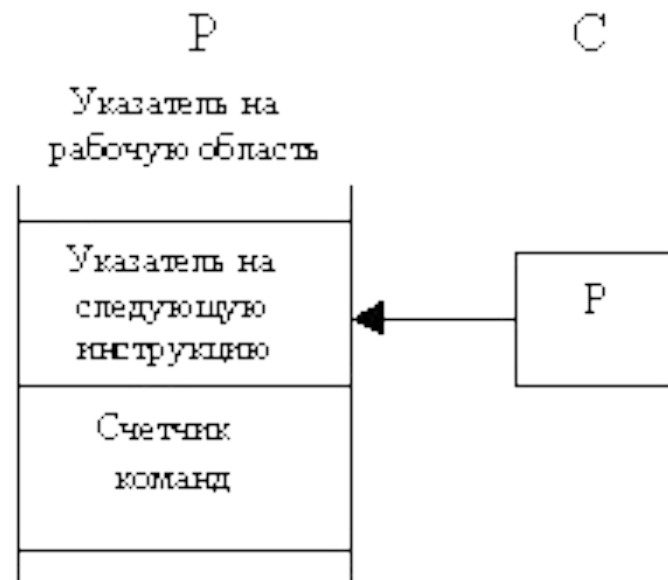 P
C
Указатель на
рабочую область
Указатель на
следующую
инструкцию
P
Счетчик
команд